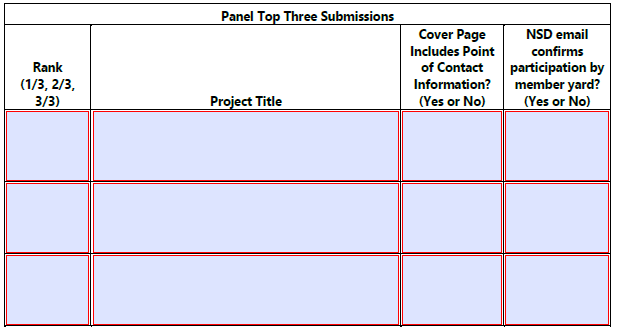 Panel Top Three Submissions
Rank
(1/3, 2/3,
3/3)
Project Title
Cover Page
Includes Point
of Contact
Information?
(Yes or No)
NSD email
confirms
participation by
member yard?
(Yes or No)